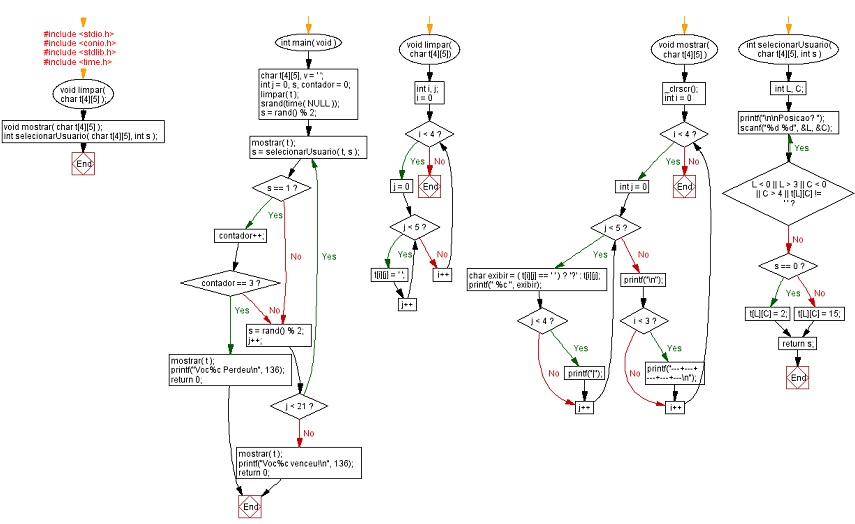 #include <stdio.h>
#include <conio.h>
#include <stdlib.h>
#include <time.h>
void limpar(
char t[4][5] );
void mostrar( char t[4][5] );
int selecionarUsuario( char t[4][5], int s );
End
int main( void )
char t[4][5], v = ' ';
int j = 0, s, contador = 0;
limpar( t );
srand(time( NULL ));
s = rand() % 2;
mostrar( t );
s = selecionarUsuario( t, s );
s == 1 ?
Yes
No
Yes
contador++;
contador == 3 ?
Yes
No
s = rand() % 2;
j++;
mostrar( t );
printf("Voc%c Perdeu\n", 136);
return 0;
j < 21 ?
No
mostrar( t );
printf("Voc%c venceu!\n", 136);
return 0;
End
void limpar(
char t[4][5])
int i, j;
i = 0
i < 4 ?
Yes
No
End
j = 0
j < 5 ?
Yes
No
t[i][j] = ' ';
i++
j++
void mostrar(
char t[4][5] )
_clrscr();
int i = 0
i < 4 ?
Yes
No
End
int j = 0
j < 5 ?
Yes
No
char exibir = ( t[i][j] == ' ' ) ? '?' : t[i][j];
printf(" %c ", exibir);
printf("\n");
j < 4 ?
Yes
No
printf("|");
j++
i < 3 ?
Yes
No
printf("---+---+
---+---+---\n");
i++
int selecionarUsuario(
char t[4][5], int s )
int L, C;
printf("\n\nPosicao? ");
scanf("%d %d", &L, &C);
Yes
L < 0 || L > 3 || C < 0
|| C > 4 || t[L][C] !=
' ' ?
No
s == 0 ?
Yes
No
t[L][C] = 2;
t[L][C] = 15;
return s;
End